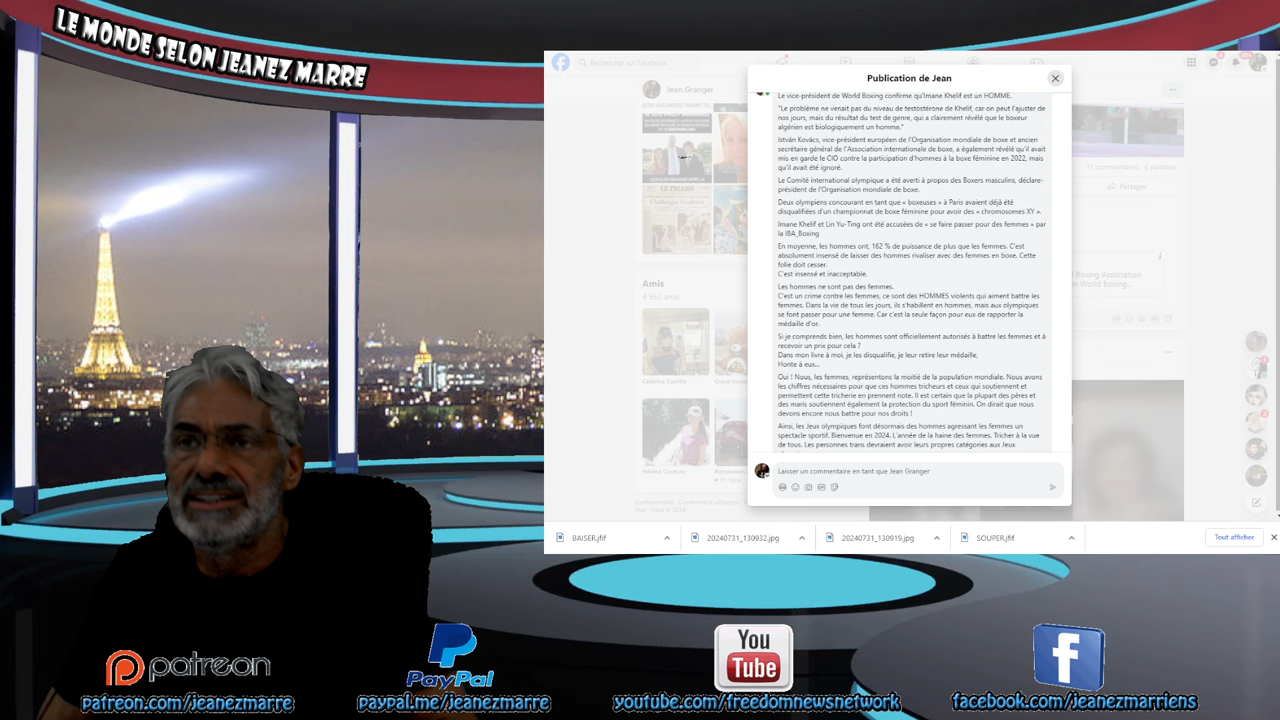 LE MONDE SELON JEANEZ MARRE
Rechercher sur Facebook
Jean Granger
Publication de Jean
Le vice-président de World Boxing confirme qu'Imane Khelif est un HOMME.
"Le problème ne venait pas du niveau de testostérone de Khelif, car on peut l'ajuster de
nos jours, mais du résultat du test de genre, qui a clairement révélé que le boxeur
algérien est biologiquement un homme."
István Kovács, vice-président européen de l'Organisation mondiale de boxe et ancien
secrétaire général de l'Association internationale de boxe, a également révélé qu'il avait
mis en garde le CIO contre la participation d'hommes à la boxe féminine en 2022, mais
qu'il avait été ignoré.
Le Comité international olympique a été averti à propos des Boxers masculins, déclare-
président de l'Organisation mondiale de boxe.
Deux olympiens concourant en tant que « boxeuses » à Paris avaient déjà été
disqualifiées d'un championnat de boxe féminine pour avoir des « chromosomes XY ».
Imane Khelif et Lin Yu-Ting ont été accusées de « se faire passer pour des femmes » par
la IBA_Boxing
En moyenne, les hommes ont, 162 % de puissance de plus que les femmes. C'est
absolument insensé de laisser des hommes rivaliser avec des femmes en boxe. Cette
folie doit cesser.
C'est insensé et inacceptable.
Les hommes ne sont pas des femmes.
C'est un crime contre les femmes, ce sont des HOMMES violents qui aiment battre les
femmes. Dans la vie de tous les jours, ils s'habillent en hommes, mais aux olympiques
se font passer pour une femme. Car c'est la seule façon pour eux de rapporter la
médaille d'or.
Si je comprends bien, les hommes sont officiellement autorisés à battre les femmes et à
recevoir un prix pour cela ?
Dans mon livre à moi, je les disqualifie, je leur retire leur médaille,
Honte à eux...
Oui ! Nous, les femmes, représentons la moitié de la population mondiale. Nous avons
les chiffres nécessaires pour que ces hommes tricheurs et ceux qui soutiennent et
permettent cette tricherie en prennent note. Il est certain que la plupart des pères et
des maris soutiennent également la protection du sport féminin. On dirait que nous
devons encore nous battre pour nos droits !
Ainsi, les Jeux olympiques font désormais des hommes agressant les femmes un
spectacle sportif. Bienvenue en 2024. L'année de la haine des femmes. Tricher à la vue
de tous. Les personnes trans devraient avoir leurs propres catégories aux Jeux
Laisser un commentaire en tant que Jean Granger
LE FIGARO
17 commentaires 6 partages
Partager
Boxing Association
World Boxing...
Amis
4 953 amis
BAISER.jfif
20240731_130932.jpg
20240731_130919.jpg
SOUPER.jfif
Tout afficher
patreon
PayPal
You
Tube
f
patreon.com/jeanezmarre
paypal.me/jeanezmarre
youtube.com/freedomnewsnetwork
facebook.com/jeanezmarriens